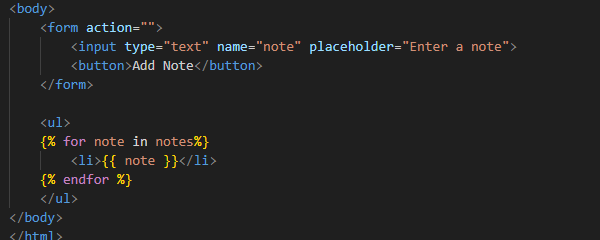 <body>
<form action="">
<input type="text" name="note" placeholder="Enter a note">
<button>Add Note</button>
</form>
<ul>
{% for note in notes%}
<li>{{ note }}</li>
{% endfor %}
</ul>
</body>
</html>